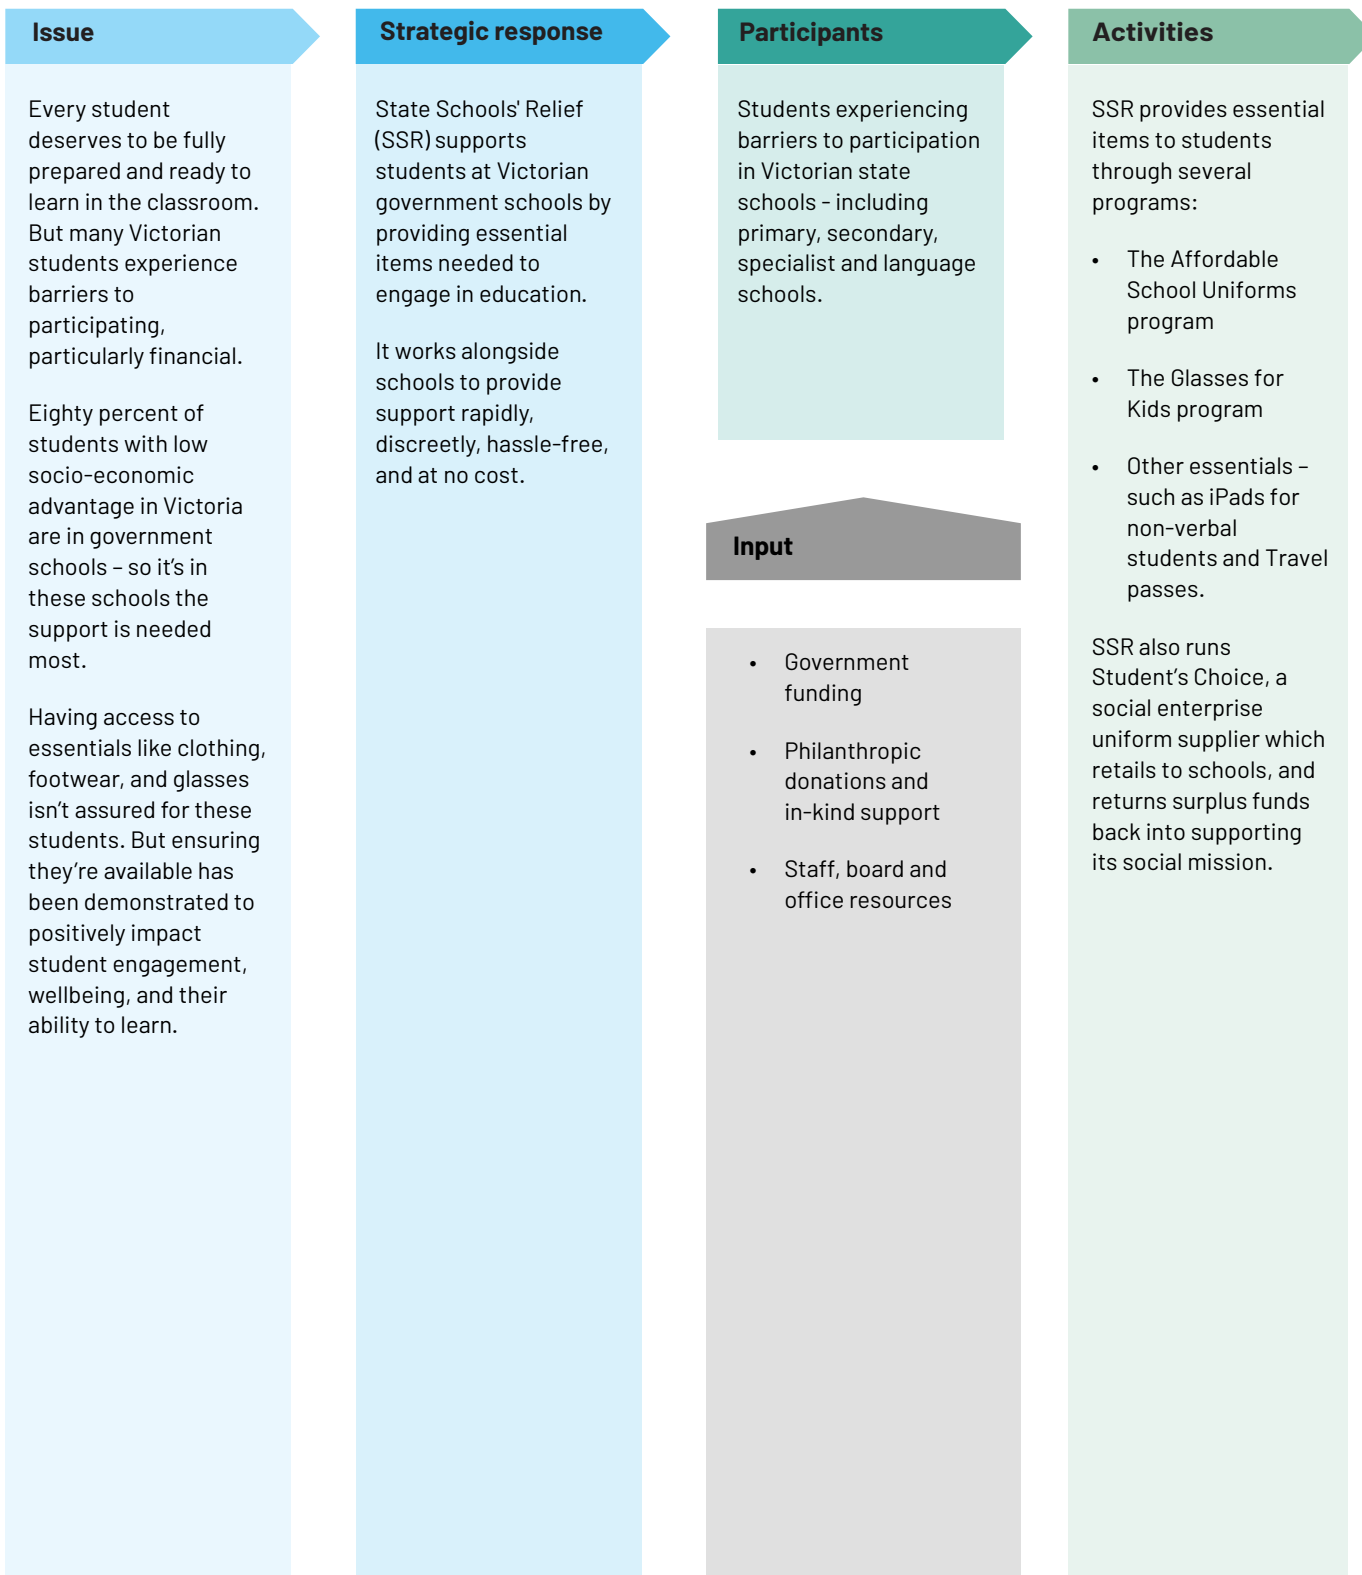 Issue
Every student
deserves to be fully
prepared and ready to
learn in the classroom.
But many Victorian
students experience
barriers to
participating,
particularly financial.
Eighty percent of
students with low
socio-economic
advantage in Victoria
are in government
schools – so it's in
these schools the
support is needed
most.
Having access to
essentials like clothing,
footwear, and glasses
isn't assured for these
students. But ensuring
they're available has
been demonstrated to
positively impact
student engagement,
wellbeing, and their
ability to learn.
Strategic response
State Schools' Relief
(SSR) supports
students at Victorian
government schools by
providing essential
items needed to
engage in education.
It works alongside
schools to provide
support rapidly,
discreetly, hassle-free,
and at no cost.
Participants
Students experiencing
barriers to participation
in Victorian state
schools - including
primary, secondary,
specialist and language
schools.
Input
• Government
funding
• Philanthropic
donations and
in-kind support
• Staff, board and
office resources
Activities
SSR provides essential
items to students
through several
programs:
• The Affordable
School Uniforms
program
• The Glasses for
Kids program
• Other essentials –
such as iPads for
non-verbal
students and Travel
passes.
SSR also runs
Student's Choice, a
social enterprise
uniform supplier which
retails to schools, and
returns surplus funds
back into supporting
its social mission.